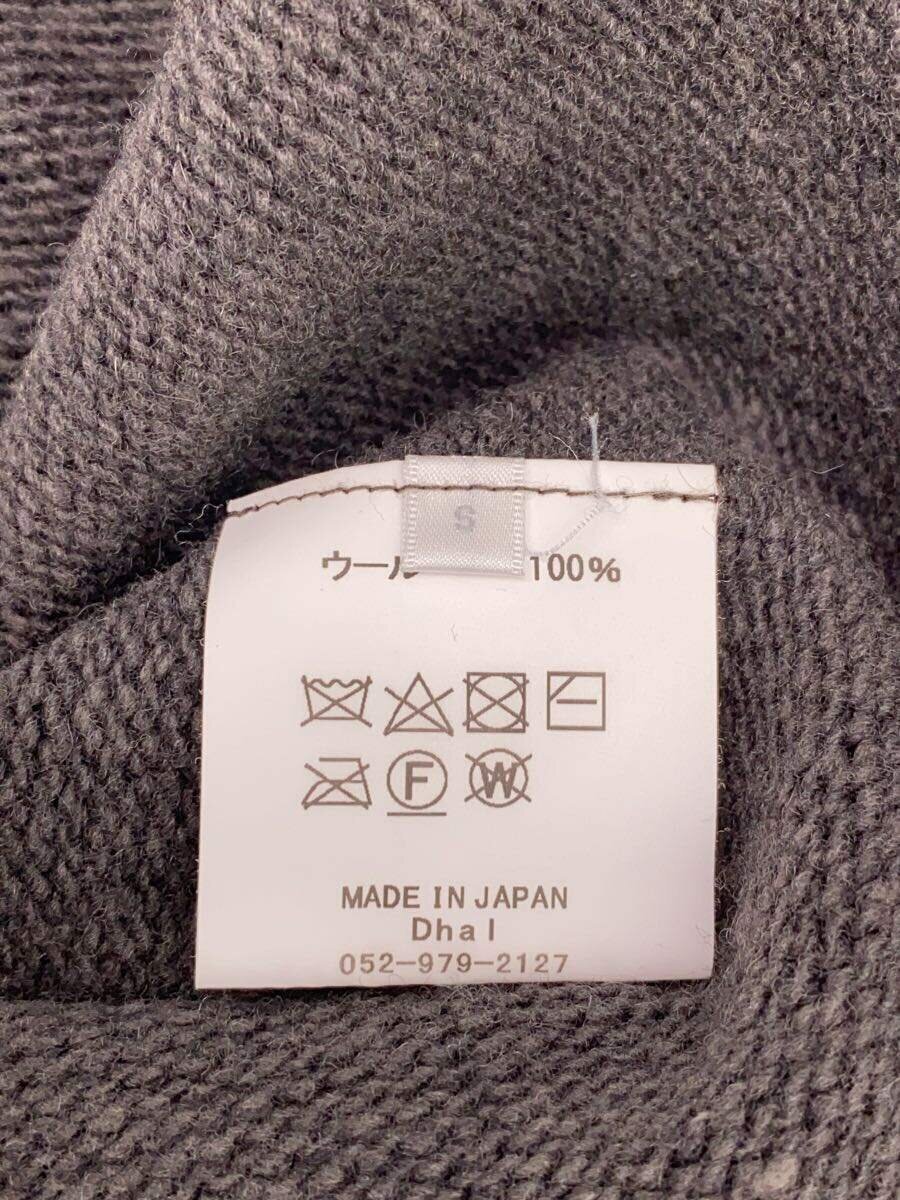 S
ウール 100%
F W
MADE IN JAPAN
Dhal
052-979-2127